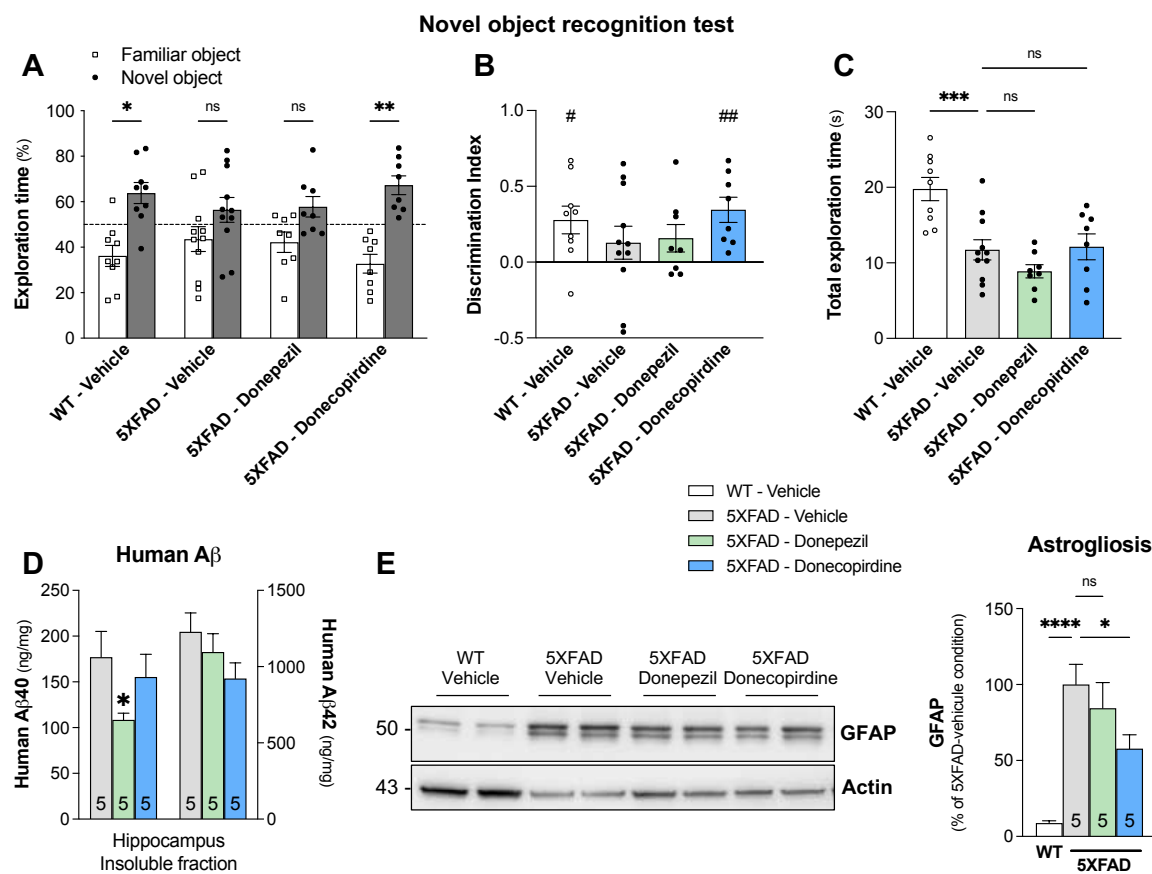 Novel object recognition test
A
Familiar object
Novel object
Exploration time (%)
100
80
60
40
20
0
*
ns
ns
**
WT - Vehicle
5XFAD - Vehicle
5XFAD - Donepezil
5XFAD - Donecopirdine
B
Discrimination Index
1.0
0.5
0.0
-0.5
#
##
WT - Vehicle
5XFAD - Vehicle
5XFAD - Donepezil
5XFAD - Donecopirdine
C
Total exploration time (s)
30
20
10
0
ns
***
ns
WT - Vehicle
5XFAD - Vehicle
5XFAD - Donepezil
5XFAD - Donecopirdine
WT - Vehicle
5XFAD - Vehicle
5XFAD - Donepezil
5XFAD - Donecopirdine
D
Human Aβ
Human Aβ40 (ng/mg)
250
200
150
100
50
0
*
5 5 5 5 5 5
1500
1000
500
0
Human Aβ42
(ng/mg)
Hippocampus
Insoluble fraction
E
WT
Vehicle
5XFAD
Vehicle
5XFAD
Donepezil
5XFAD
Donecopirdine
50
GFAP
43
Actin
Astrogliosis
GFAP
(% of 5XFAD-vehicule condition)
150
100
50
0
ns
****
*
5 5 5
WT
5XFAD